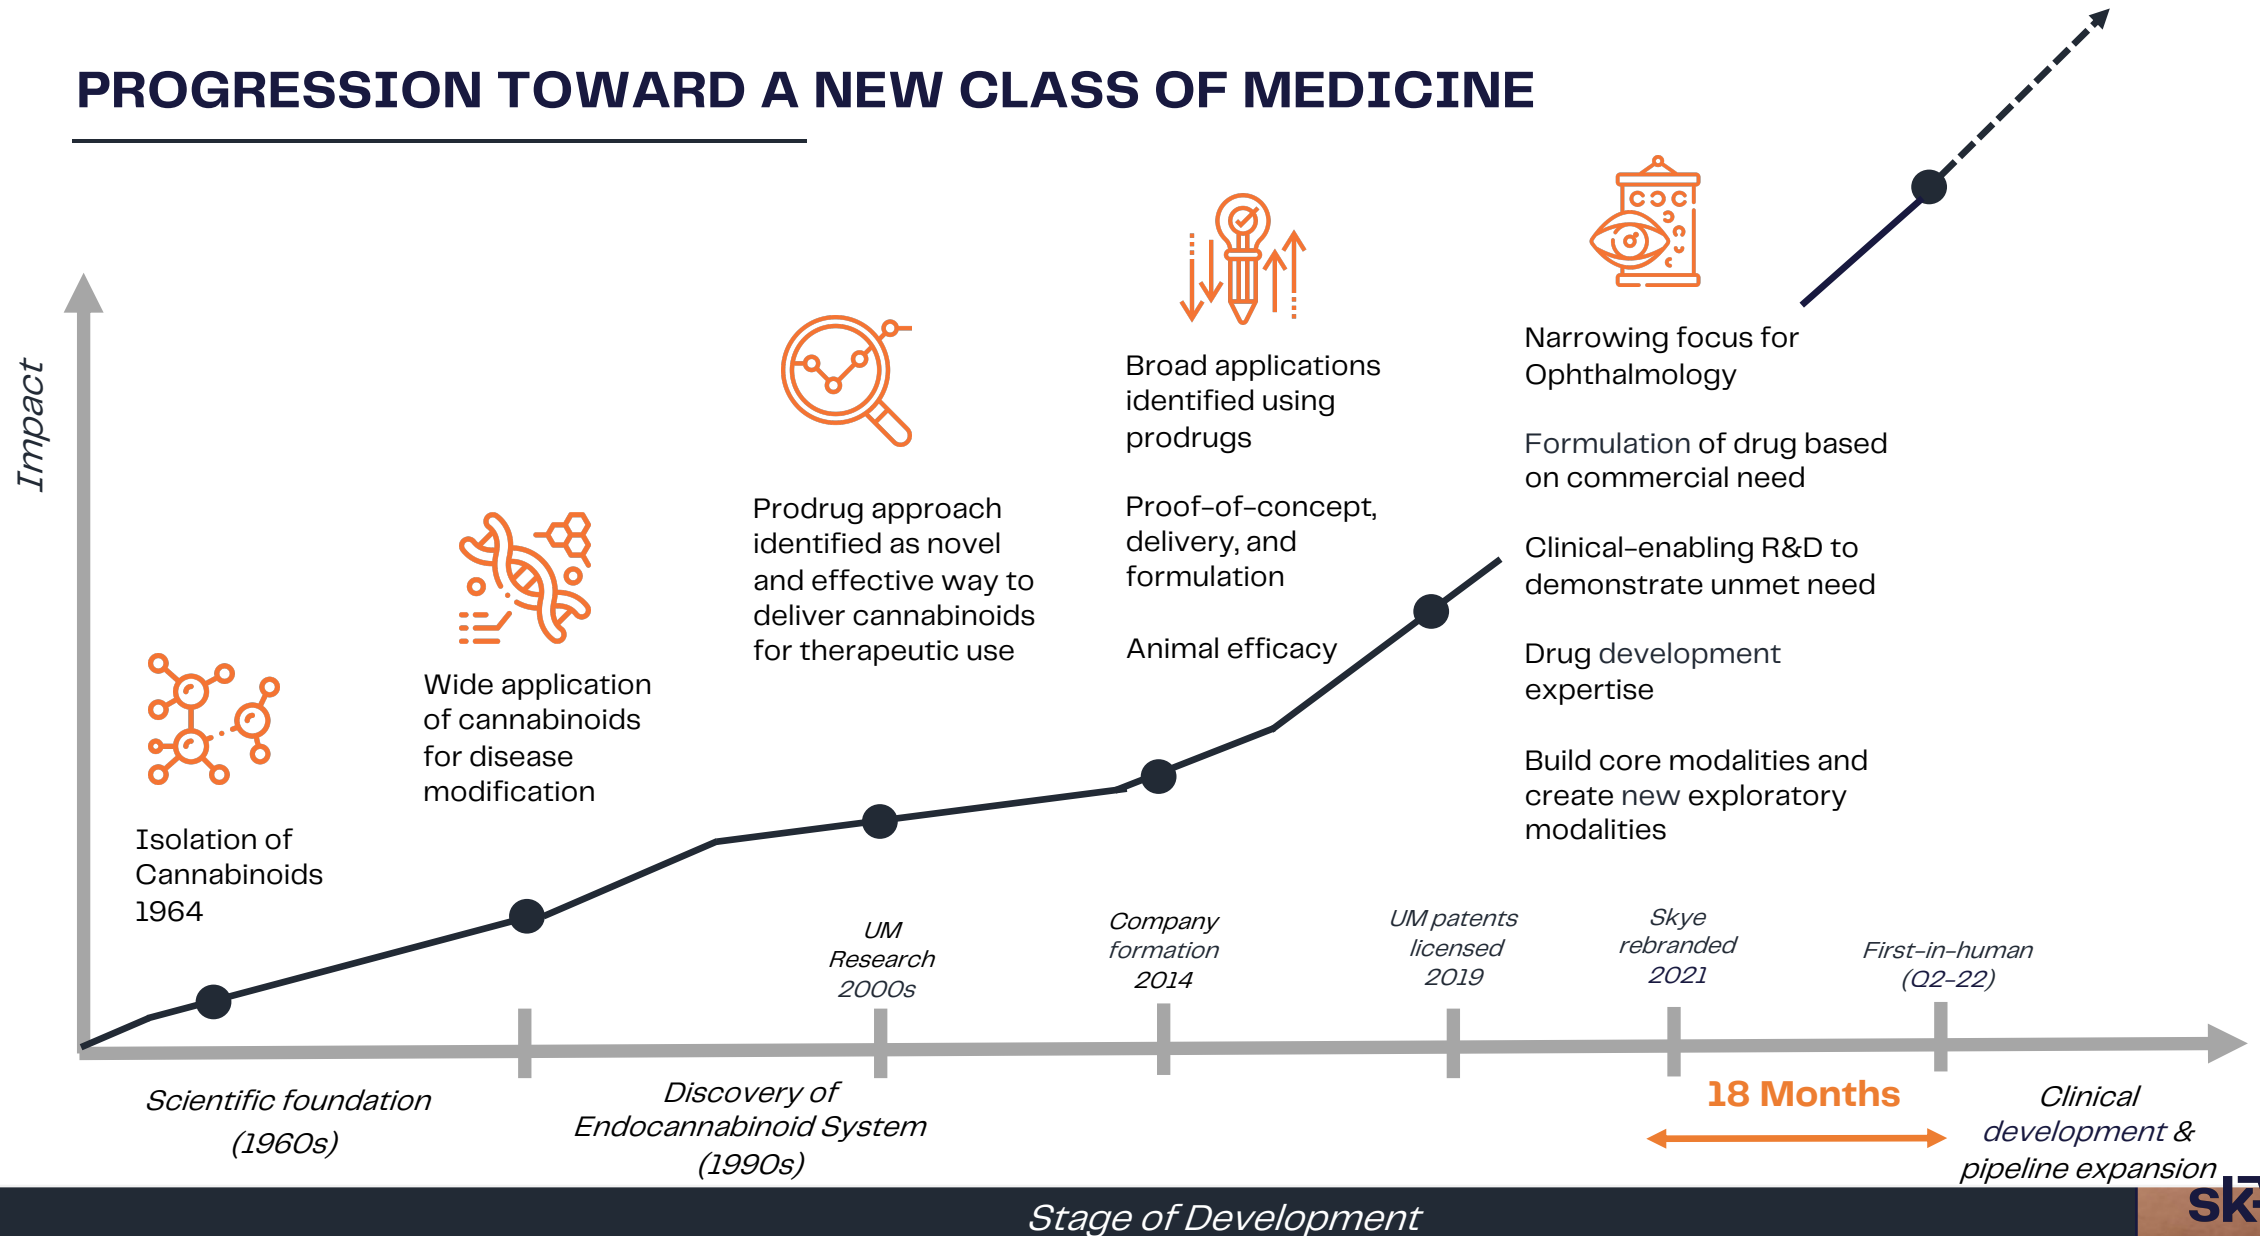 PROGRESSION TOWARD A NEW CLASS OF MEDICINE
Impact
Isolation of
Cannabinoids
1964
Wide application
of cannabinoids
for disease
modification
Prodrug approach
identified as novel
and effective way to
deliver cannabinoids
for therapeutic use
Broad applications
identified using
prodrugs
Proof-of-concept,
delivery, and
formulation
Animal efficacy
Narrowing focus for
Ophthalmology
Formulation of drug based
on commercial need
Clinical-enabling R&D to
demonstrate unmet need
Drug development
expertise
Build core modalities and
create new exploratory
modalities
UM
Research
2000s
Company
formation
2014
UM patents
licensed
2019
Skye
rebranded
2021
First-in-human
(Q2-22)
Scientific foundation
(1960s)
Discovery of
Endocannabinoid System
(1990s)
18 Months
Clinical
development &
pipeline expansion
Stage of Development